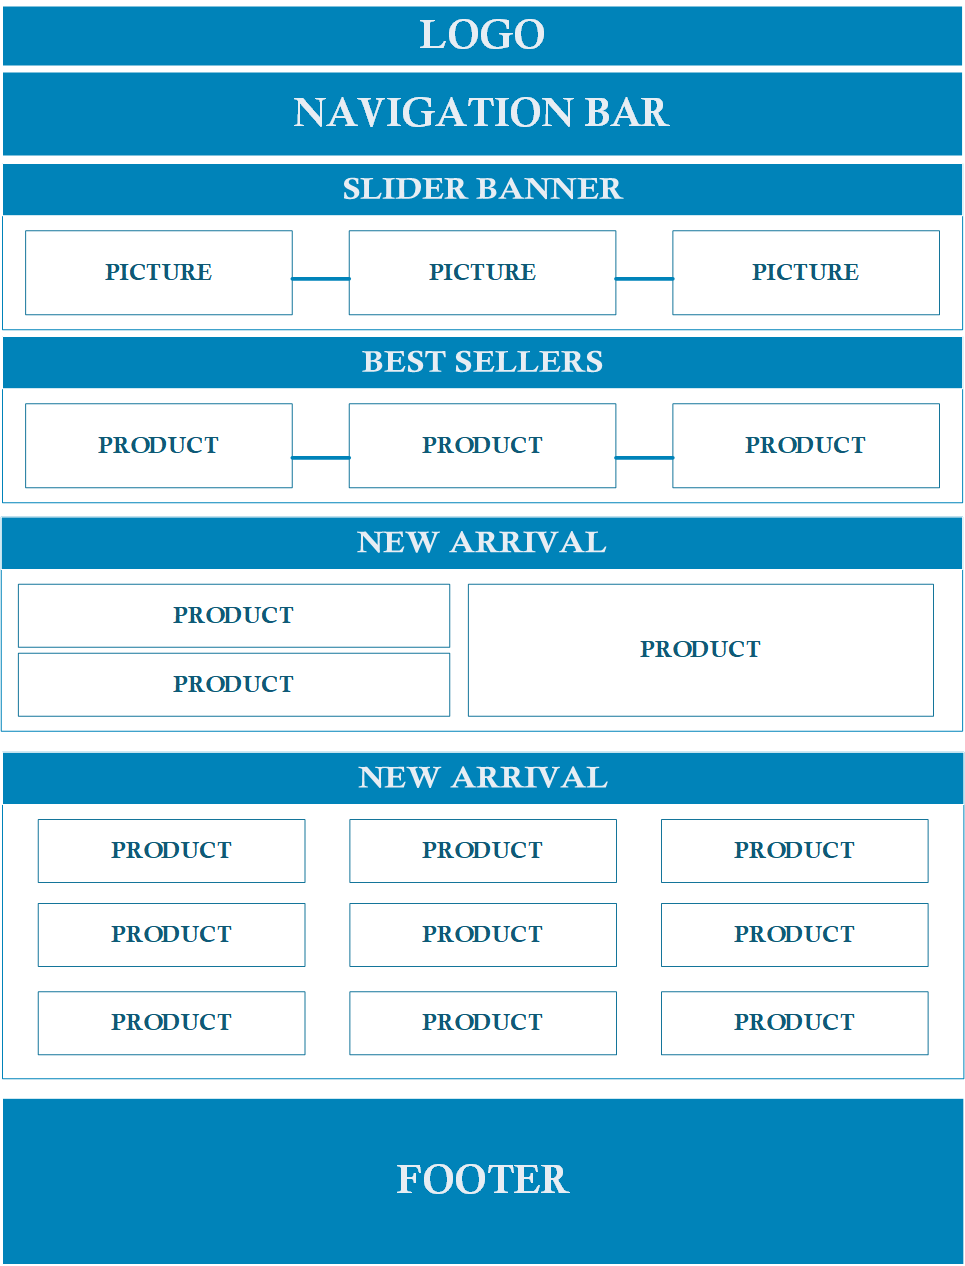 LOGO
NAVIGATION BAR
SLIDER BANNER
PICTURE PICTURE PICTURE
BEST SELLERS
PRODUCT PRODUCT PRODUCT
NEW ARRIVAL
PRODUCT
PRODUCT
PRODUCT
NEW ARRIVAL
PRODUCT PRODUCT PRODUCT
PRODUCT PRODUCT PRODUCT
PRODUCT PRODUCT PRODUCT
FOOTER